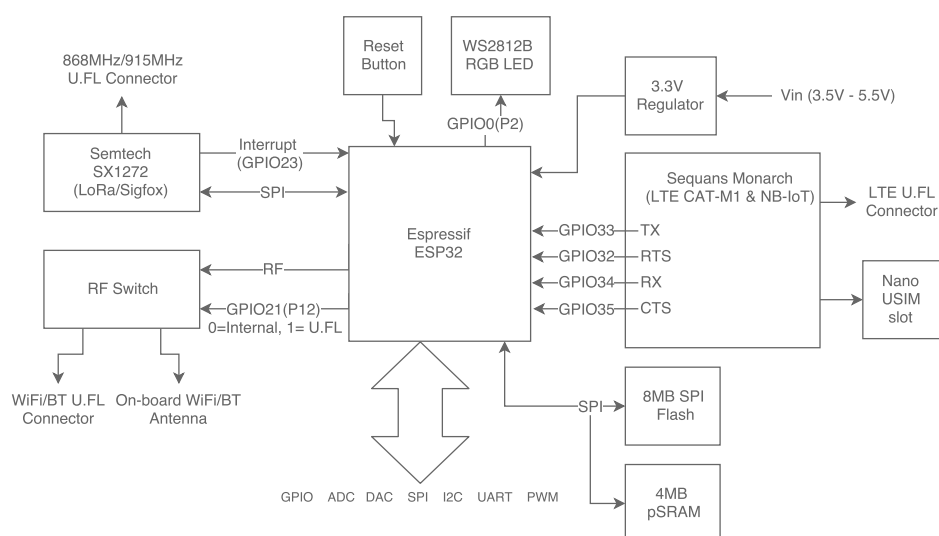 868MHz/915MHz
U.FL Connector
Reset
Button
WS2812B
RGB LED
3.3V
Regulator
Vin (3.5V - 5.5V)
GPIO0(P2)
Semtech
SX1272
(LoRa/Sigfox)
Interrupt
(GPIO23)
SPI
Espressif
ESP32
Sequans Monarch
(LTE CAT-M1 & NB-IoT)
LTE U.FL
Connector
GPIO33 TX
GPIO32 RTS
GPIO34 RX
GPIO35 CTS
Nano
USIM
slot
RF Switch
RF
GPIO21(P12)
0=Internal, 1= U.FL
WiFi/BT U.FL
Connector
On-board WiFi/BT
Antenna
SPI
8MB SPI
Flash
4MB
pSRAM
GPIO ADC DAC SPI I2C UART PWM